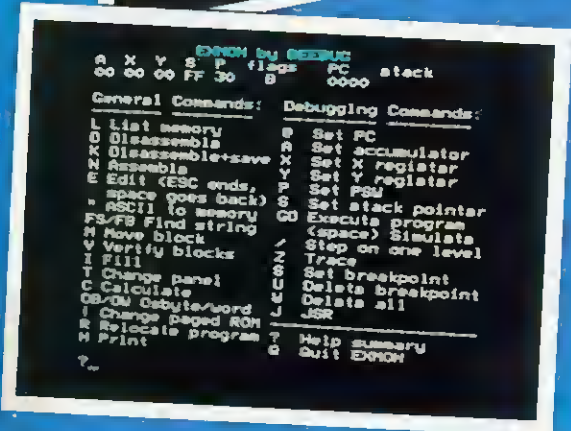 EXMON by BEEBUG
A X Y S P flags PC stack
00 00 00 FF 30 B 0000
General Commands: Debugging Commands:
L List memory @ Set PC
D Disassemble A Set accumulator
K Disassemble+save X Set X register
N Assemble Y Set Y register
E Edit (ESC ends, P Set PSW
space goes back) S Set stack pointer
" ASCII to memory GO Execute program
FS/FB Find string (space) Simulate
M Move block / Step on one level
V Verify blocks Z Trace
I Fill S Set breakpoint
T Change panel U Delete breakpoint
C Calculate Delete all
OB/OW Osbyte/word J JSR
Change paged ROM
R Relocate program ? Help summary
H Print Q Quit EXMON
?_